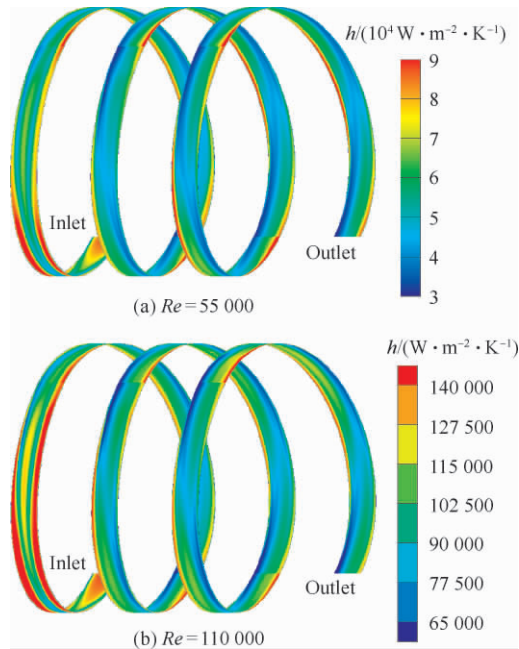 h/(10⁴ W · m⁻² · K⁻¹)
9
8
7
6
5
4
3
Inlet
Outlet
(a) Re = 55 000
h/(W · m⁻² · K⁻¹)
140 000
127 500
115 000
102 500
90 000
77 500
65 000
Inlet
Outlet
(b) Re = 110 000